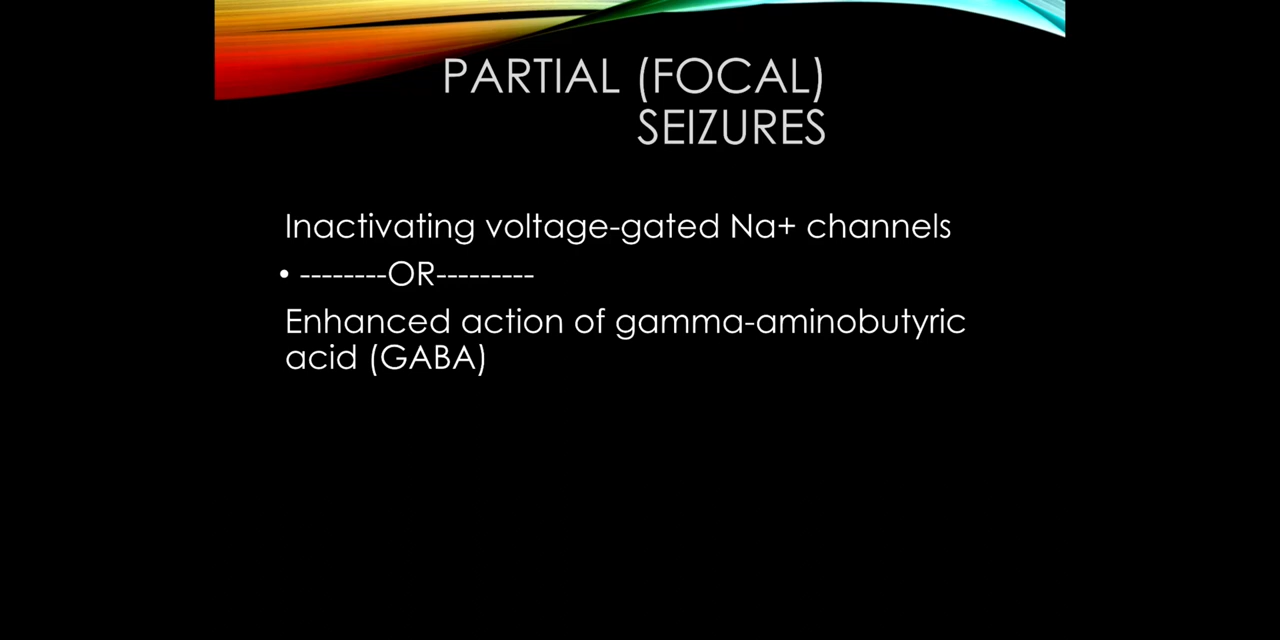 PARTIAL (FOCAL)
SEIZURES
Inactivating voltage-gated Na+ channels
• --------OR---------
Enhanced action of gamma-aminobutyric
acid (GABA)